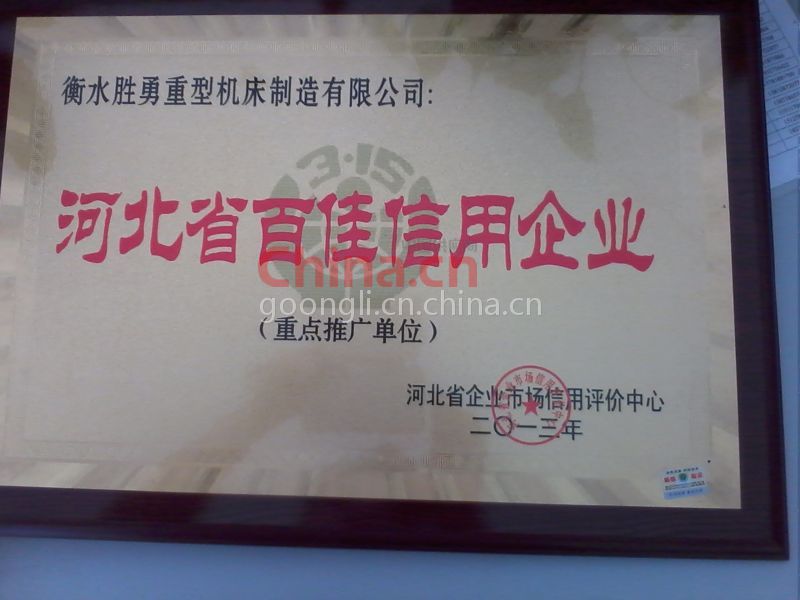 衡水胜勇重型机床制造有限公司:
3·15
河北省百佳信用企业
China.cn
goongli.cn.china.cn
（重点推广单位）
河北省企业市场信用评价中心
二〇一三年